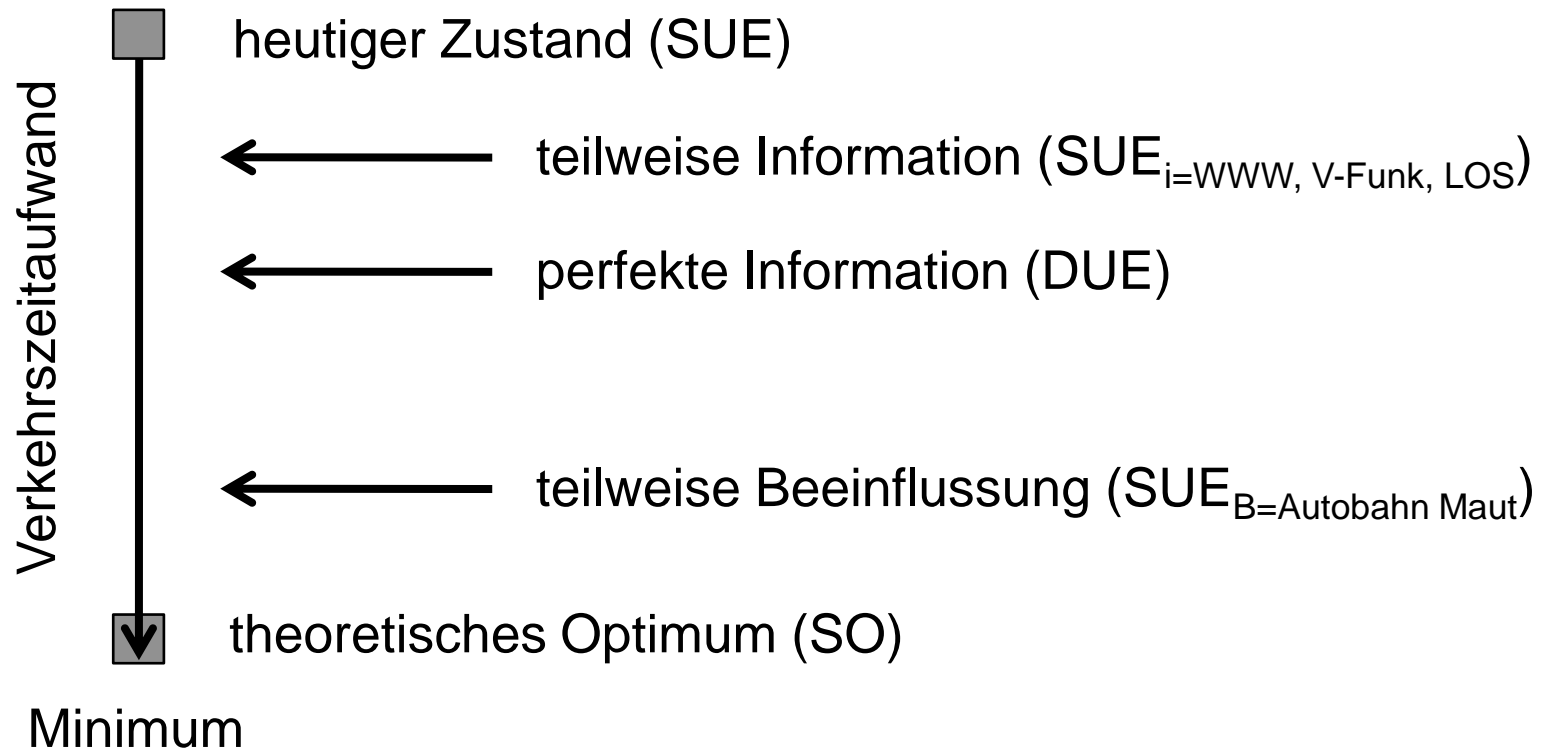 heutiger Zustand (SUE)
Verkehrszeitaufwand
teilweise Information (SUEi=WWW, V-Funk, LOS)
perfekte Information (DUE)
teilweise Beeinflussung (SUEB=Autobahn Maut)
theoretisches Optimum (SO)
Minimum